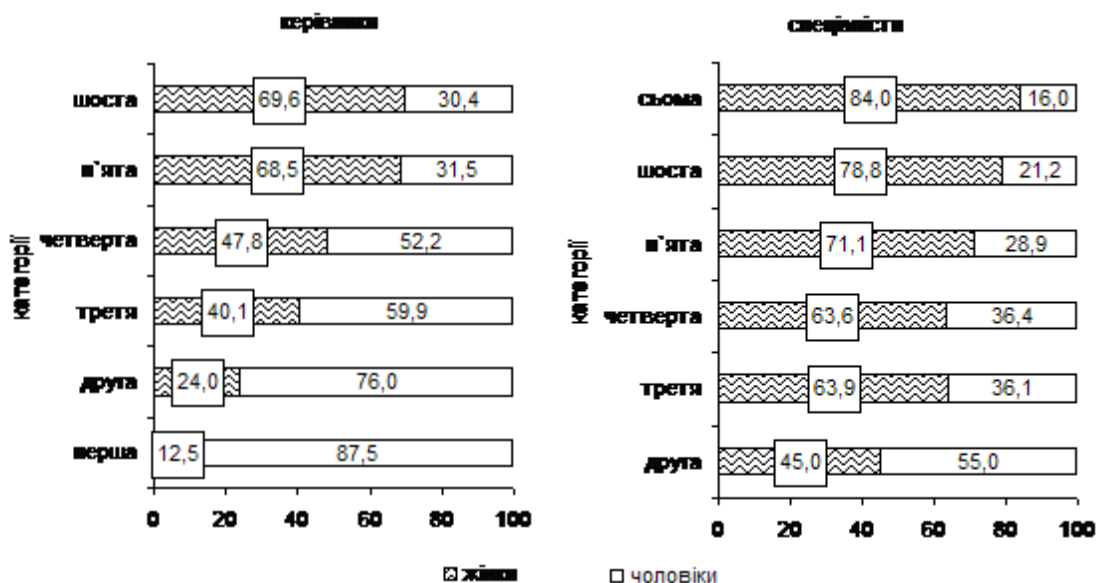 керівники
спеціалісти
категорії
шоста 69,6 30,4
п`ята 68,5 31,5
четверта 47,8 52,2
третя 40,1 59,9
друга 24,0 76,0
перша 12,5 87,5
0 20 40 60 80 100
категорії
сьома 84,0 16,0
шоста 78,8 21,2
п`ята 71,1 28,9
четверта 63,6 36,4
третя 63,9 36,1
друга 45,0 55,0
0 20 40 60 80 100
жінки чоловіки